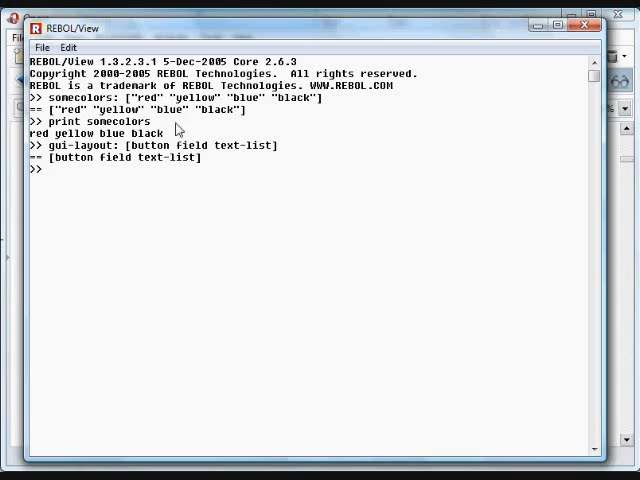 REBOL/View
File Edit
REBOL/View 1.3.2.3.1 5-Dec-2005 Core 2.6.3
Copyright 2000-2005 REBOL Technologies.  All rights reserved.
REBOL is a trademark of REBOL Technologies. WWW.REBOL.COM
>> somecolors: ["red" "yellow" "blue" "black"]
== ["red" "yellow" "blue" "black"]
>> print somecolors
red yellow blue black
>> gui-layout: [button field text-list]
== [button field text-list]
>>